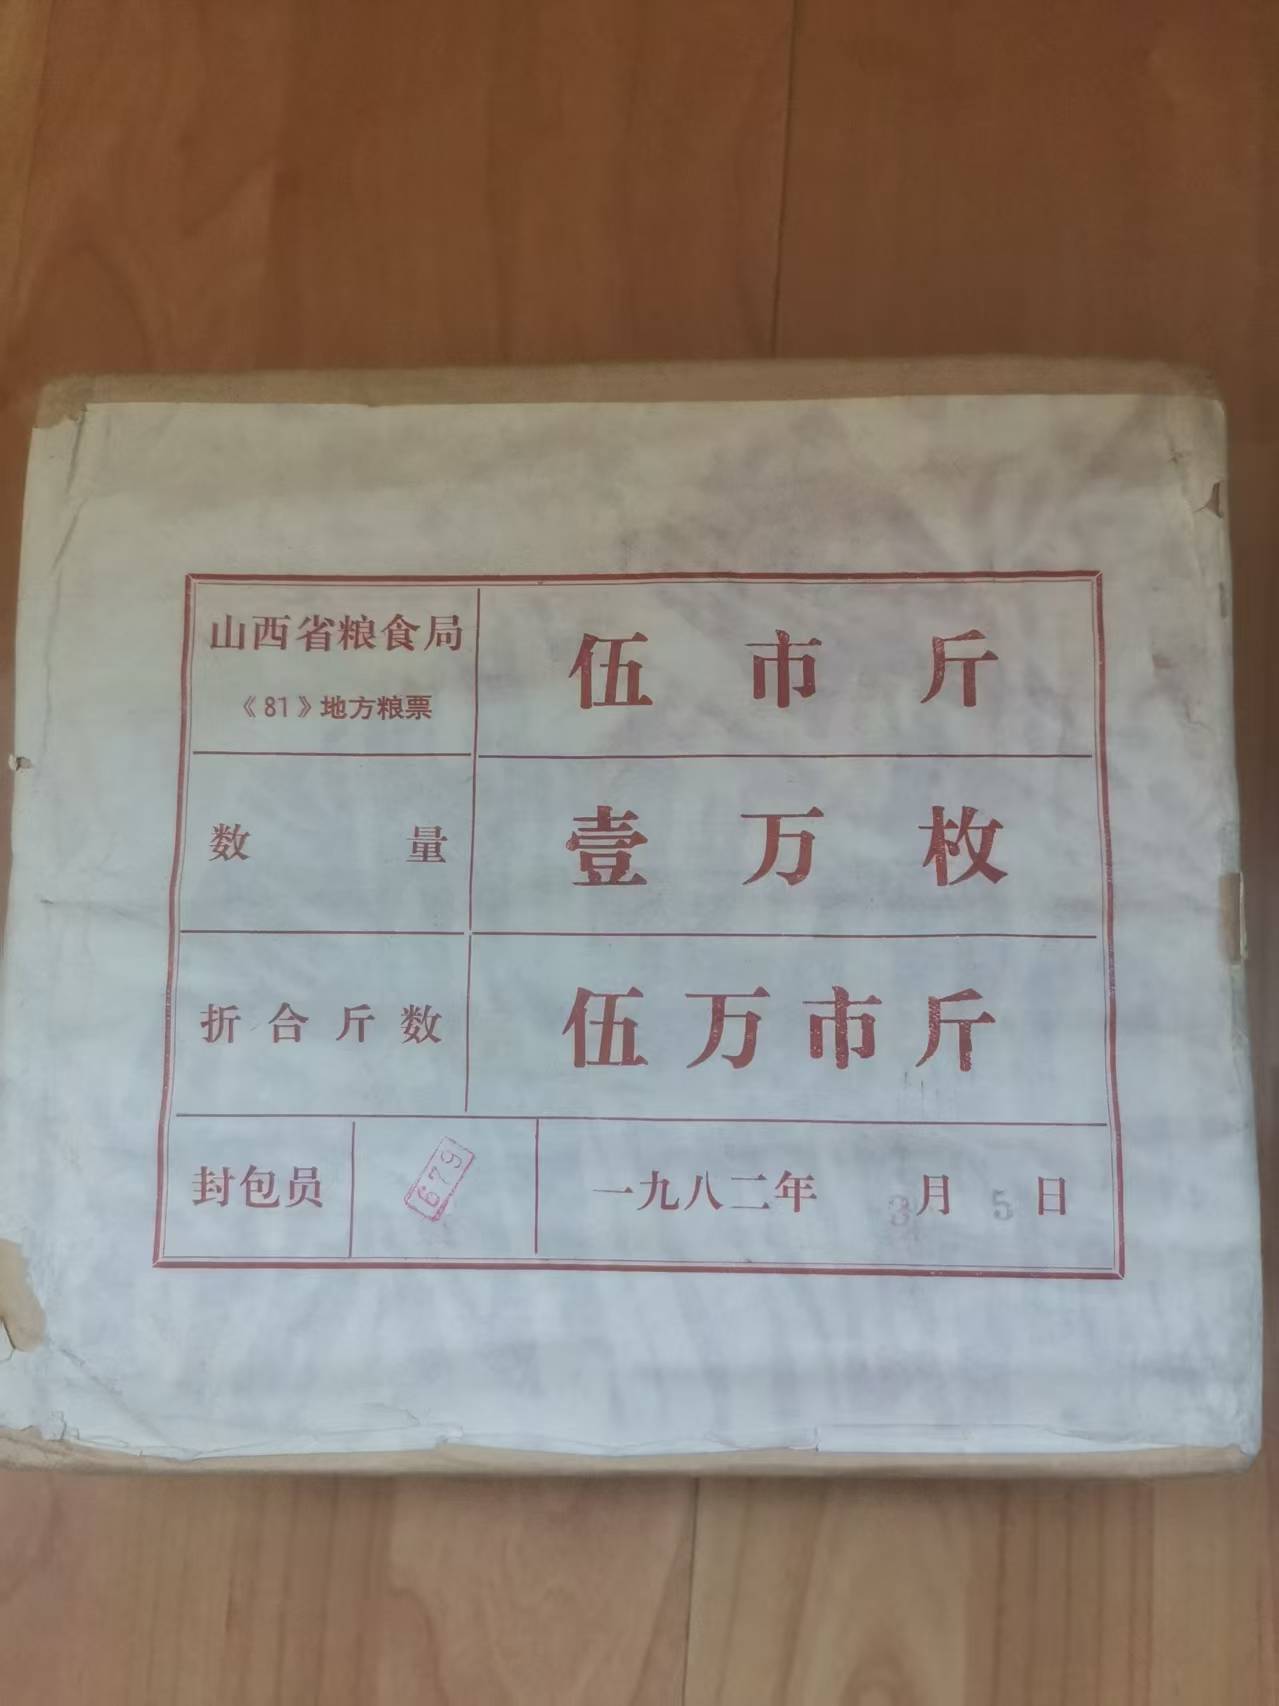 山西省粮食局
《81》地方粮票
伍市斤
数量
壹万枚
折合斤数
伍万市斤
封包员
679
一九八二年3月5日